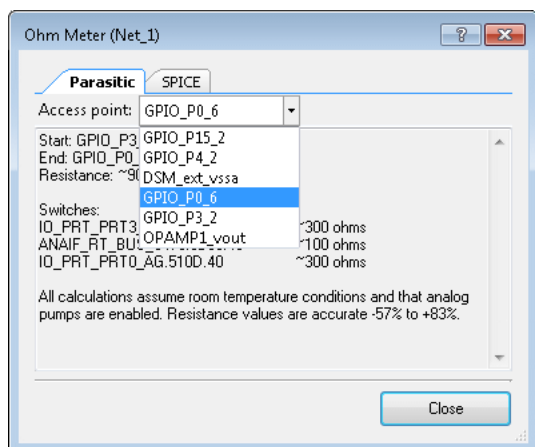 Ohm Meter (Net_1)
?
Parasitic SPICE
Access point: GPIO_P0_6
Start: GPIO_P3 GPIO_P15_2
End: GPIO_P0_ GPIO_P4_2
Resistance: DSM_ext_vssa
GPIO_P0_6
Switches: GPIO_P3_2
IO_PRT_PRT3 ~300 ohms
OPAMP1_vout
~100 ohms
IO_PRT_PRT0_AG.510D.40 ~300 ohms
All calculations assume room temperature conditions and that analog
pumps are enabled. Resistance values are accurate -57% to +83%.
Close